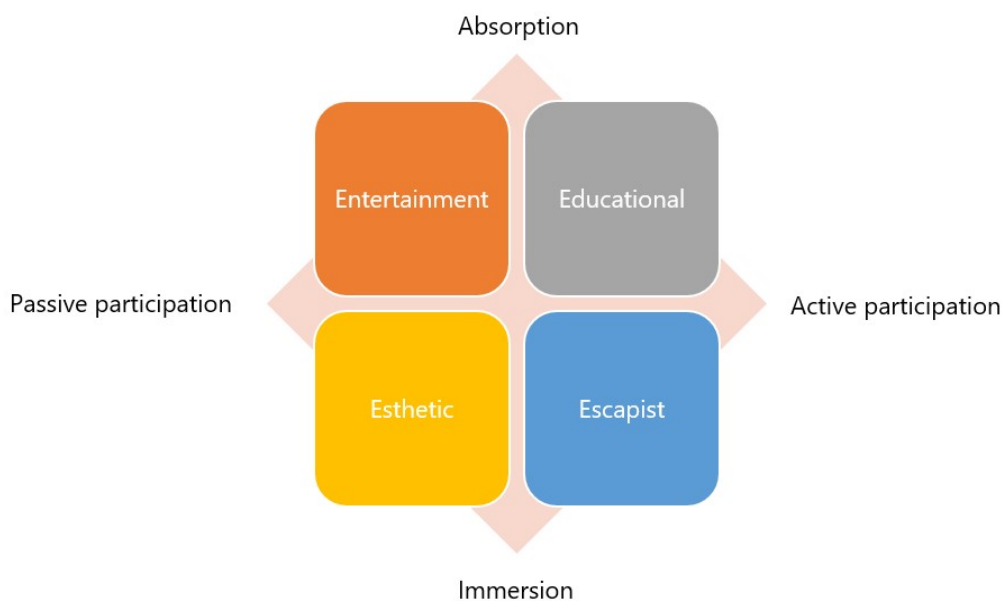 Absorption
Entertainment
Educational
Passive participation
Active participation
Esthetic
Escapist
Immersion